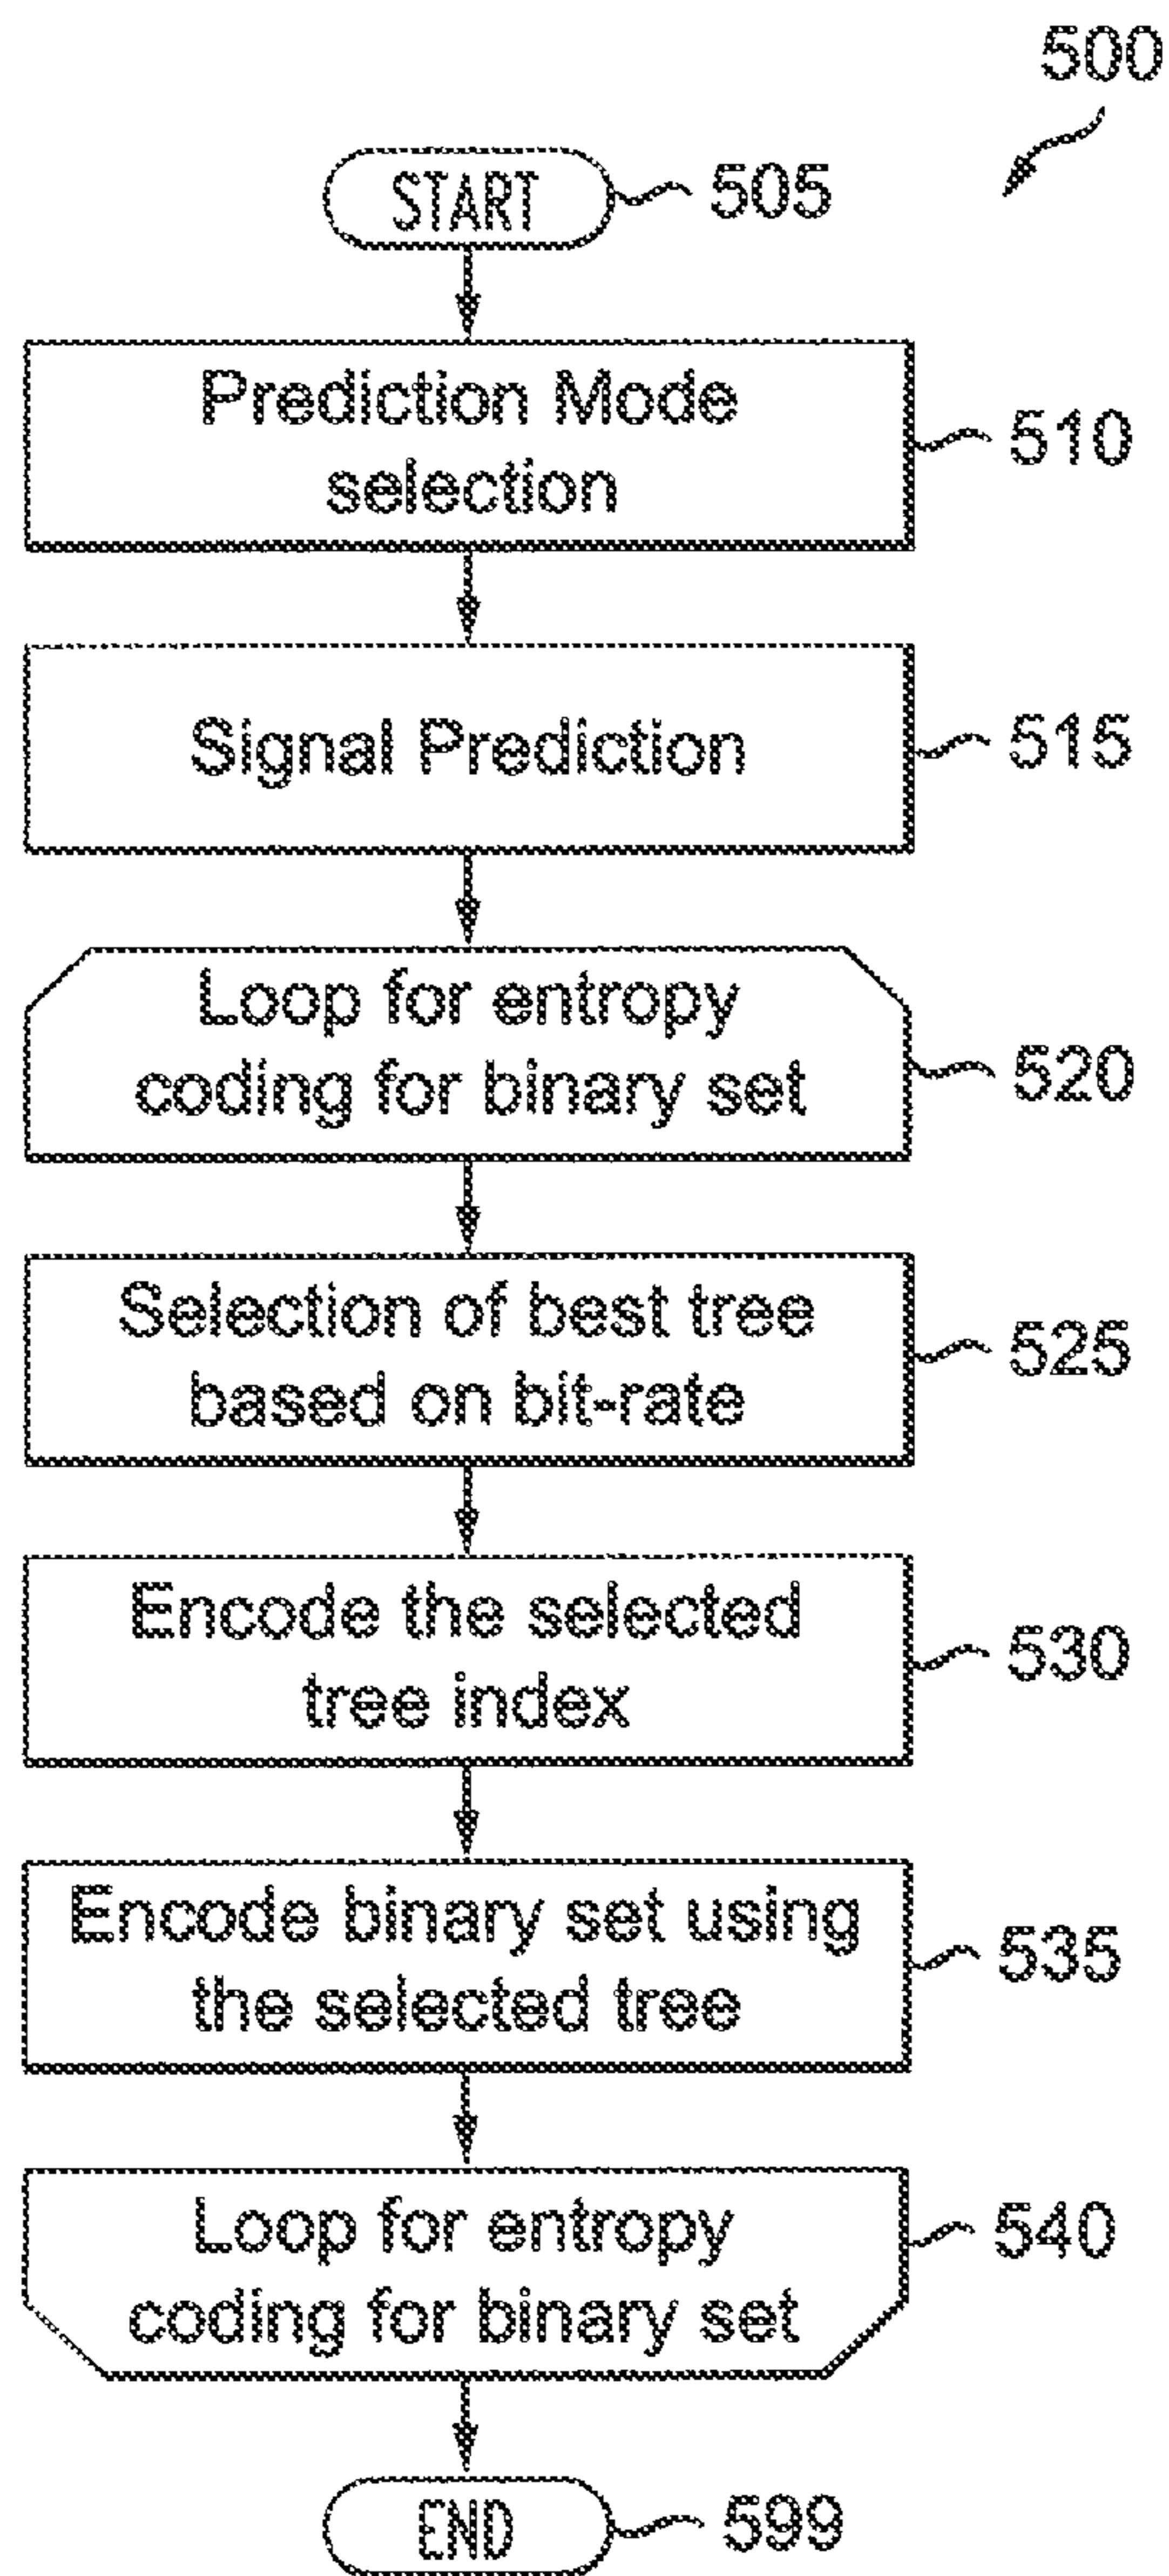 500
START
505
Prediction Mode
selection
510
Signal Prediction
515
Loop for entropy
coding for binary set
520
Selection of best tree
based on bit-rate
525
Encode the selected
tree index
530
Encode binary set using
the selected tree
535
Loop for entropy
coding for binary set
540
END
599